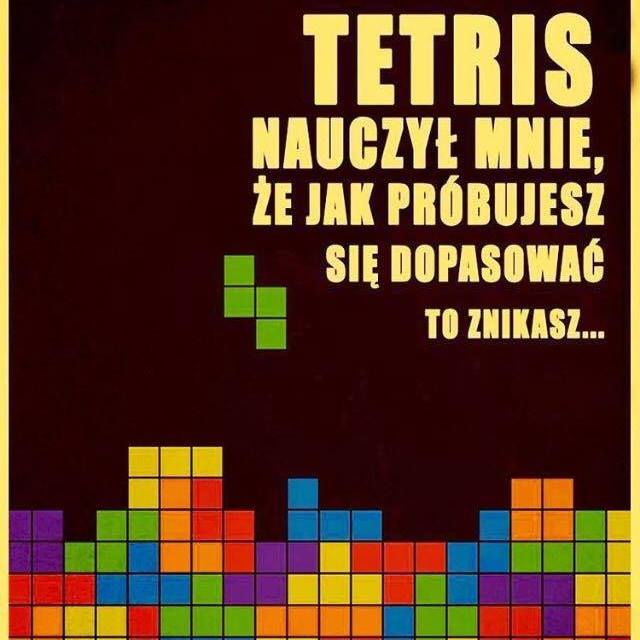 TETRIS
NAUCZYŁ MNIE,
ŻE JAK PRÓBUJESZ
SIĘ DOPASOWAĆ
TO ZNIKASZ...